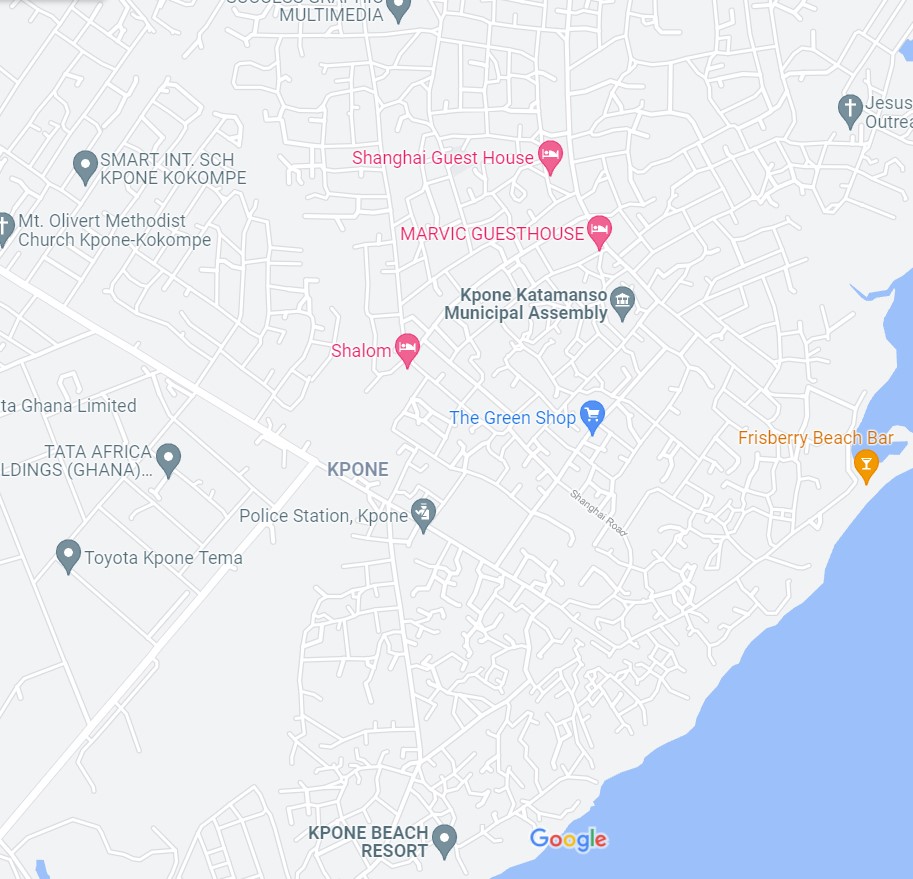 SUCCESS GRAPHIC
MULTIMEDIA
Jesus
Outrea
Shanghai Guest House
SMART INT. SCH
KPONE KOKOMPE
Mt. Olivert Methodist
Church Kpone-Kokompe
MARVIC GUESTHOUSE
Kpone Katamanso
Municipal Assembly
Shalom
ta Ghana Limited
The Green Shop
Frisberry Beach Bar
TATA AFRICA
LDINGS (GHANA)...
KPONE
Shanghai Road
Police Station, Kpone
Toyota Kpone Tema
KPONE BEACH
RESORT
Google